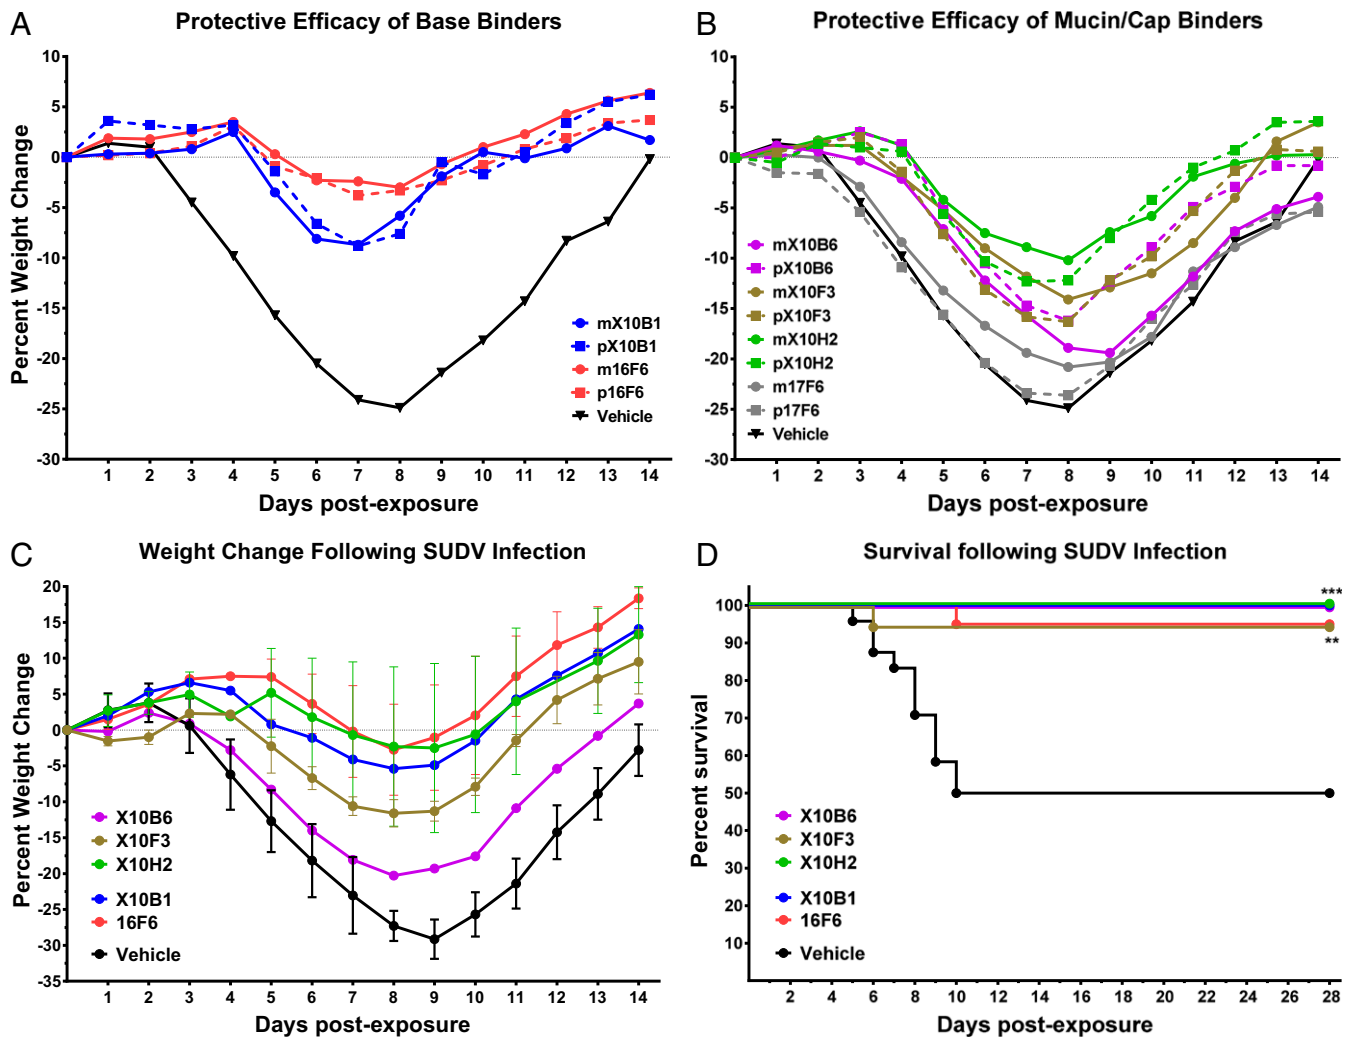 A
Protective Efficacy of Base Binders
Percent Weight Change
10
5
0
-5
-10
-15
-20
-25
-30
mX10B1
pX10B1
m16F6
p16F6
Vehicle
1 2 3 4 5 6 7 8 9 10 11 12 13 14
Days post-exposure
B
Protective Efficacy of Mucin/Cap Binders
10
5
0
-5
-10
-15
-20
-25
-30
mX10B6
pX10B6
mX10F3
pX10F3
mX10H2
pX10H2
m17F6
p17F6
Vehicle
1 2 3 4 5 6 7 8 9 10 11 12 13 14
Days post-exposure
C
Weight Change Following SUDV Infection
Percent Weight Change
20
15
10
5
0
-5
-10
-15
-20
-25
-30
-35
X10B6
X10F3
X10H2
X10B1
16F6
Vehicle
1 2 3 4 5 6 7 8 9 10 11 12 13 14
Days post-exposure
D
Survival following SUDV Infection
Percent survival
100
90
80
70
60
50
40
30
20
10
***
**
X10B6
X10F3
X10H2
X10B1
16F6
Vehicle
2 4 6 8 10 12 14 16 18 20 22 24 26 28
Days post-exposure